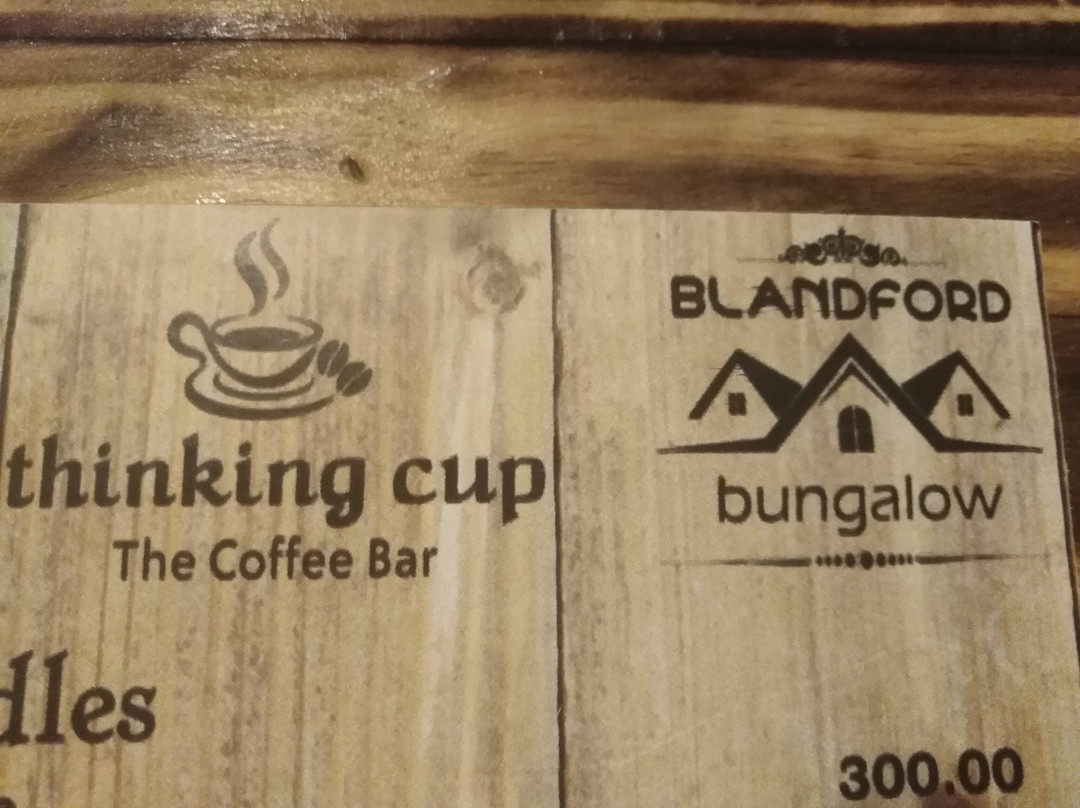 thinking cup
The Coffee Bar
BLANDFORD
bungalow
dles
300.00